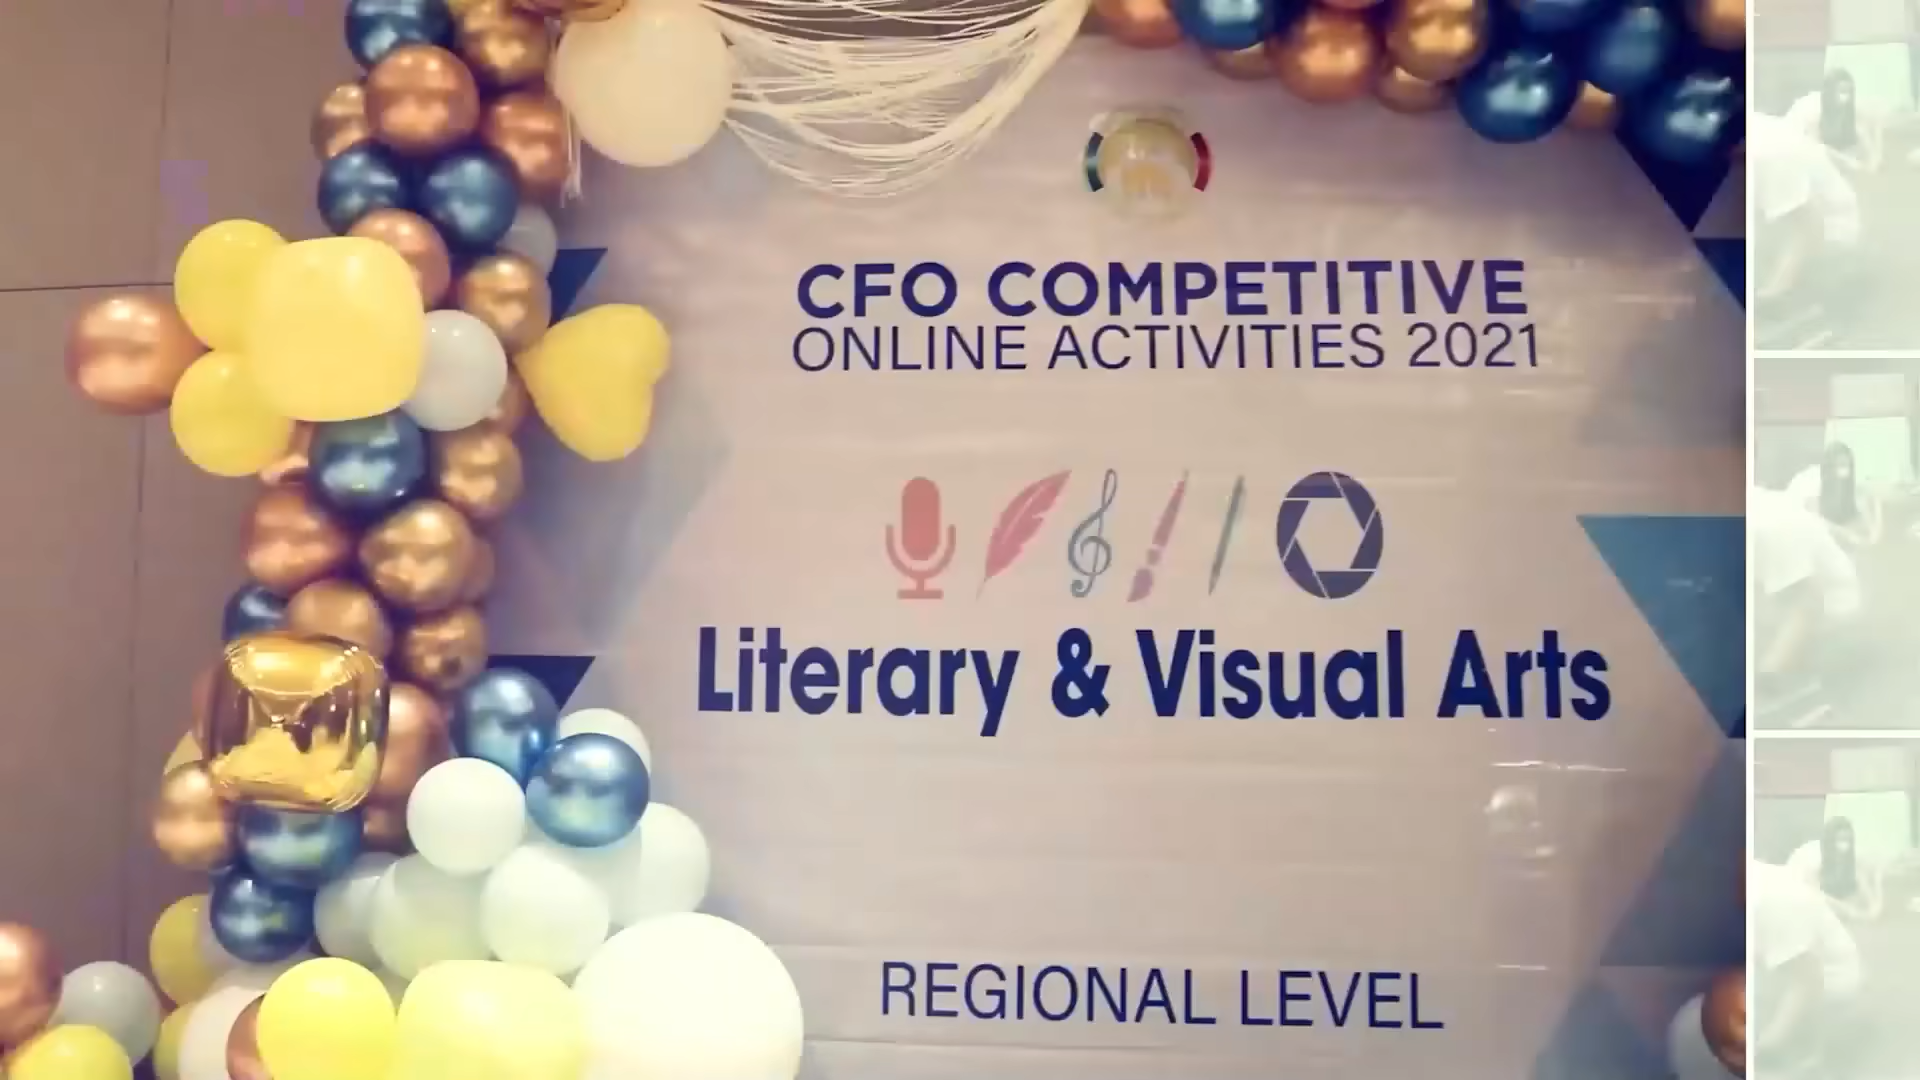 CFO COMPETITIVE
ONLINE ACTIVITIES 2021
Literary & Visual Arts
REGIONAL LEVEL